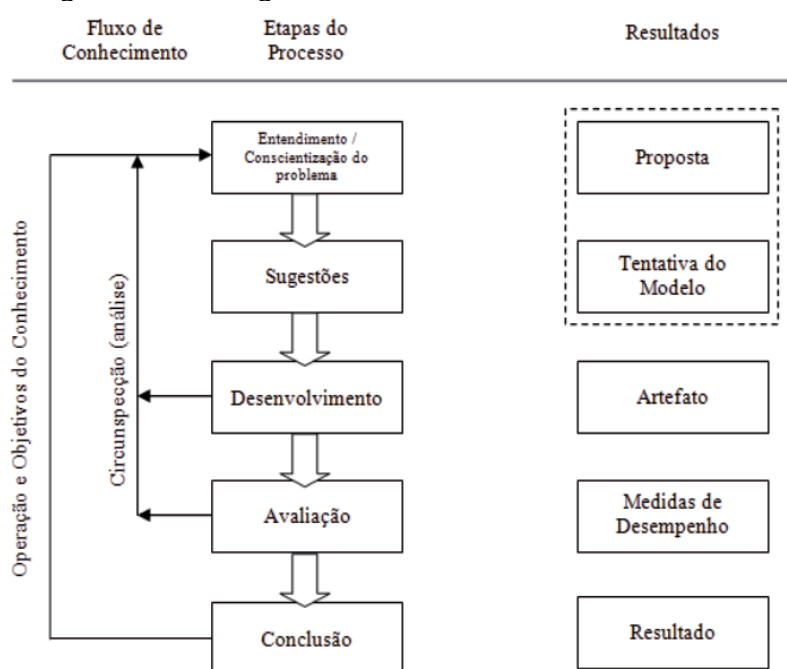 Fluxo de
Conhecimento
Etapas do
Processo
Resultados
Entendimento /
Conscientização do
problema
Proposta
Sugestões
Tentativa do
Modelo
Desenvolvimento
Artefato
Avaliação
Medidas de
Desempenho
Conclusão
Resultado
Operação e Objetivos do Conhecimento
Circunspecção (análise)